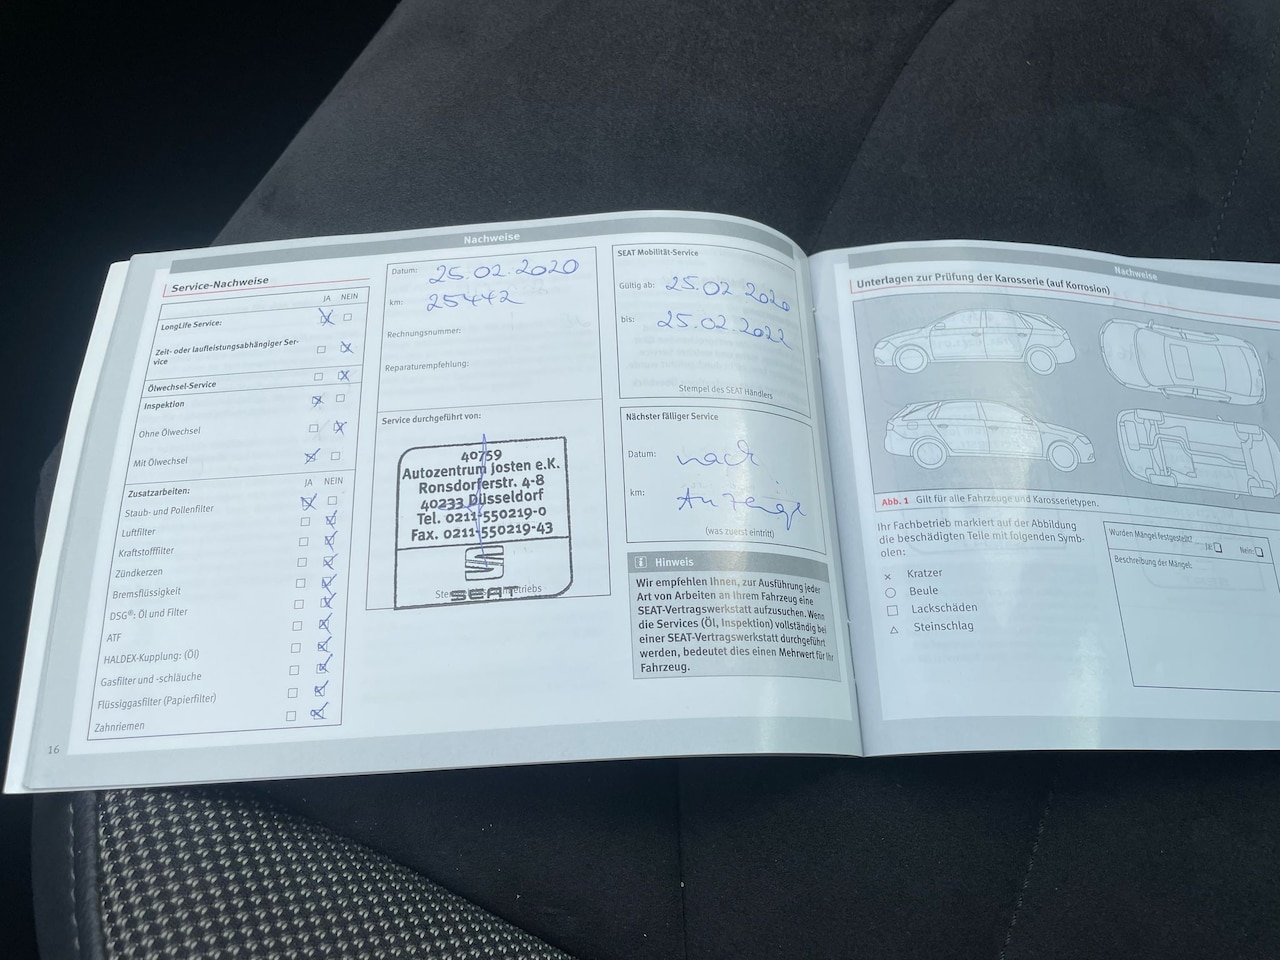 Nachweise
Service-Nachweise
JA NEIN
LongLife Service:
Zeit- oder laufleistungsabhängiger Ser-
vice
Ölwechsel-Service
Inspektion
Ohne Ölwechsel
Mit Ölwechsel
Zusatzarbeiten: JA NEIN
Staub- und Pollenfilter
Luftfilter
Kraftstofffilter
Zündkerzen
Bremsflüssigkeit
DSG®: Öl und Filter
ATF
HALDEX-Kupplung: (Öl)
Gasfilter und -schläuche
Flüssiggasfilter (Papierfilter)
Zahnriemen
16
Datum: 25.02.2020
km: 25442
Rechnungsnummer:
Reparaturempfehlung:
Service durchgeführt von:
40759
Autozentrum Josten e.K.
Ronsdorferstr. 4-8
40233 Düsseldorf
Tel. 0211-550219-0
Fax. 0211-550219-43
SEAT
SEAT Mobilität-Service
Gültig ab: 25.02 2020
bis: 25.02.2022
Stempel des SEAT Händlers
Nächster fälliger Service
Datum: nach
km: Anzeige
(was zuerst eintritt)
i Hinweis
Wir empfehlen Ihnen, zur Ausführung jeder
Art von Arbeiten an Ihrem Fahrzeug eine
SEAT-Vertragswerkstatt aufzusuchen. Wenn
die Services (Öl, Inspektion) vollständig bei
einer SEAT-Vertragswerkstatt durchgeführt
werden, bedeutet dies einen Mehrwert für Ihr
Fahrzeug.
Nachweise
Unterlagen zur Prüfung der Karosserie (auf Korrosion)
Abb. 1 Gilt für alle Fahrzeuge und Karosserietypen.
Ihr Fachbetrieb markiert auf der Abbildung
die beschädigten Teile mit folgenden Symb-
olen:
Kratzer
Beule
Lackschäden
Steinschlag
Wurden Mängel festgestellt? Ja: Nein:
Beschreibung der Mängel: